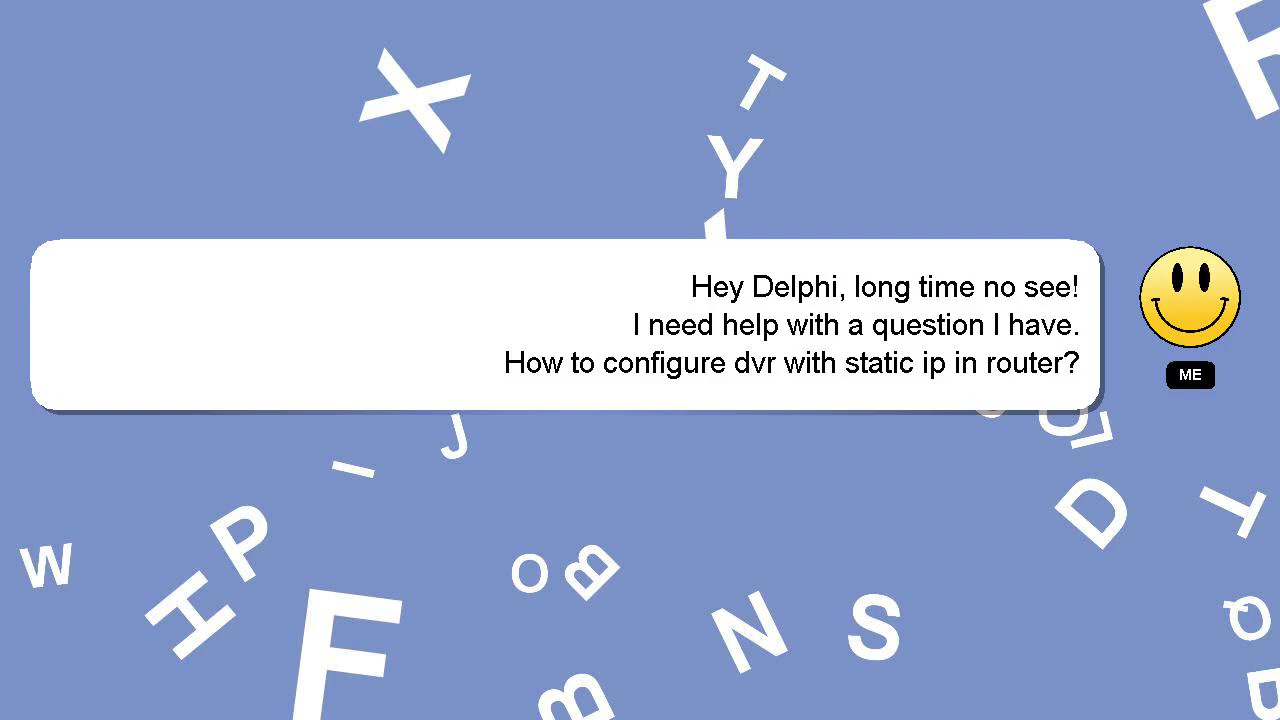 Hey Delphi, long time no see!
I need help with a question I have.
How to configure dvr with static ip in router?
ME
X
T
Y
J
I
P
W
H
F
O
B
B
N
S
D
T
L